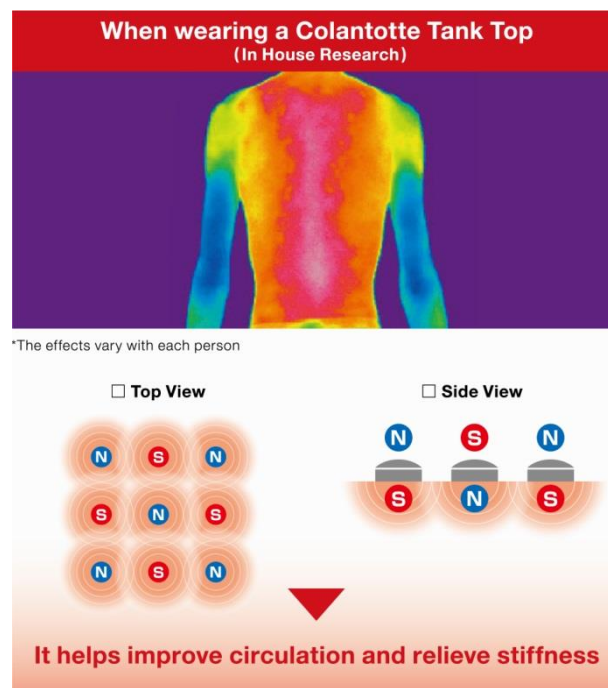 When wearing a Colantotte Tank Top
(In House Research)
*The effects vary with each person
□ Top View
□ Side View
N S N
N S N
S N S
S N S
N S N
It helps improve circulation and relieve stiffness